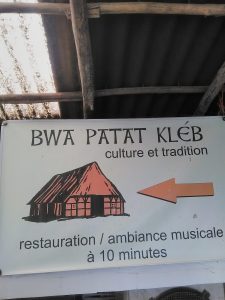 BWA PATAT KLÉB
culture et tradition
restauration / ambiance musicale
à 10 minutes